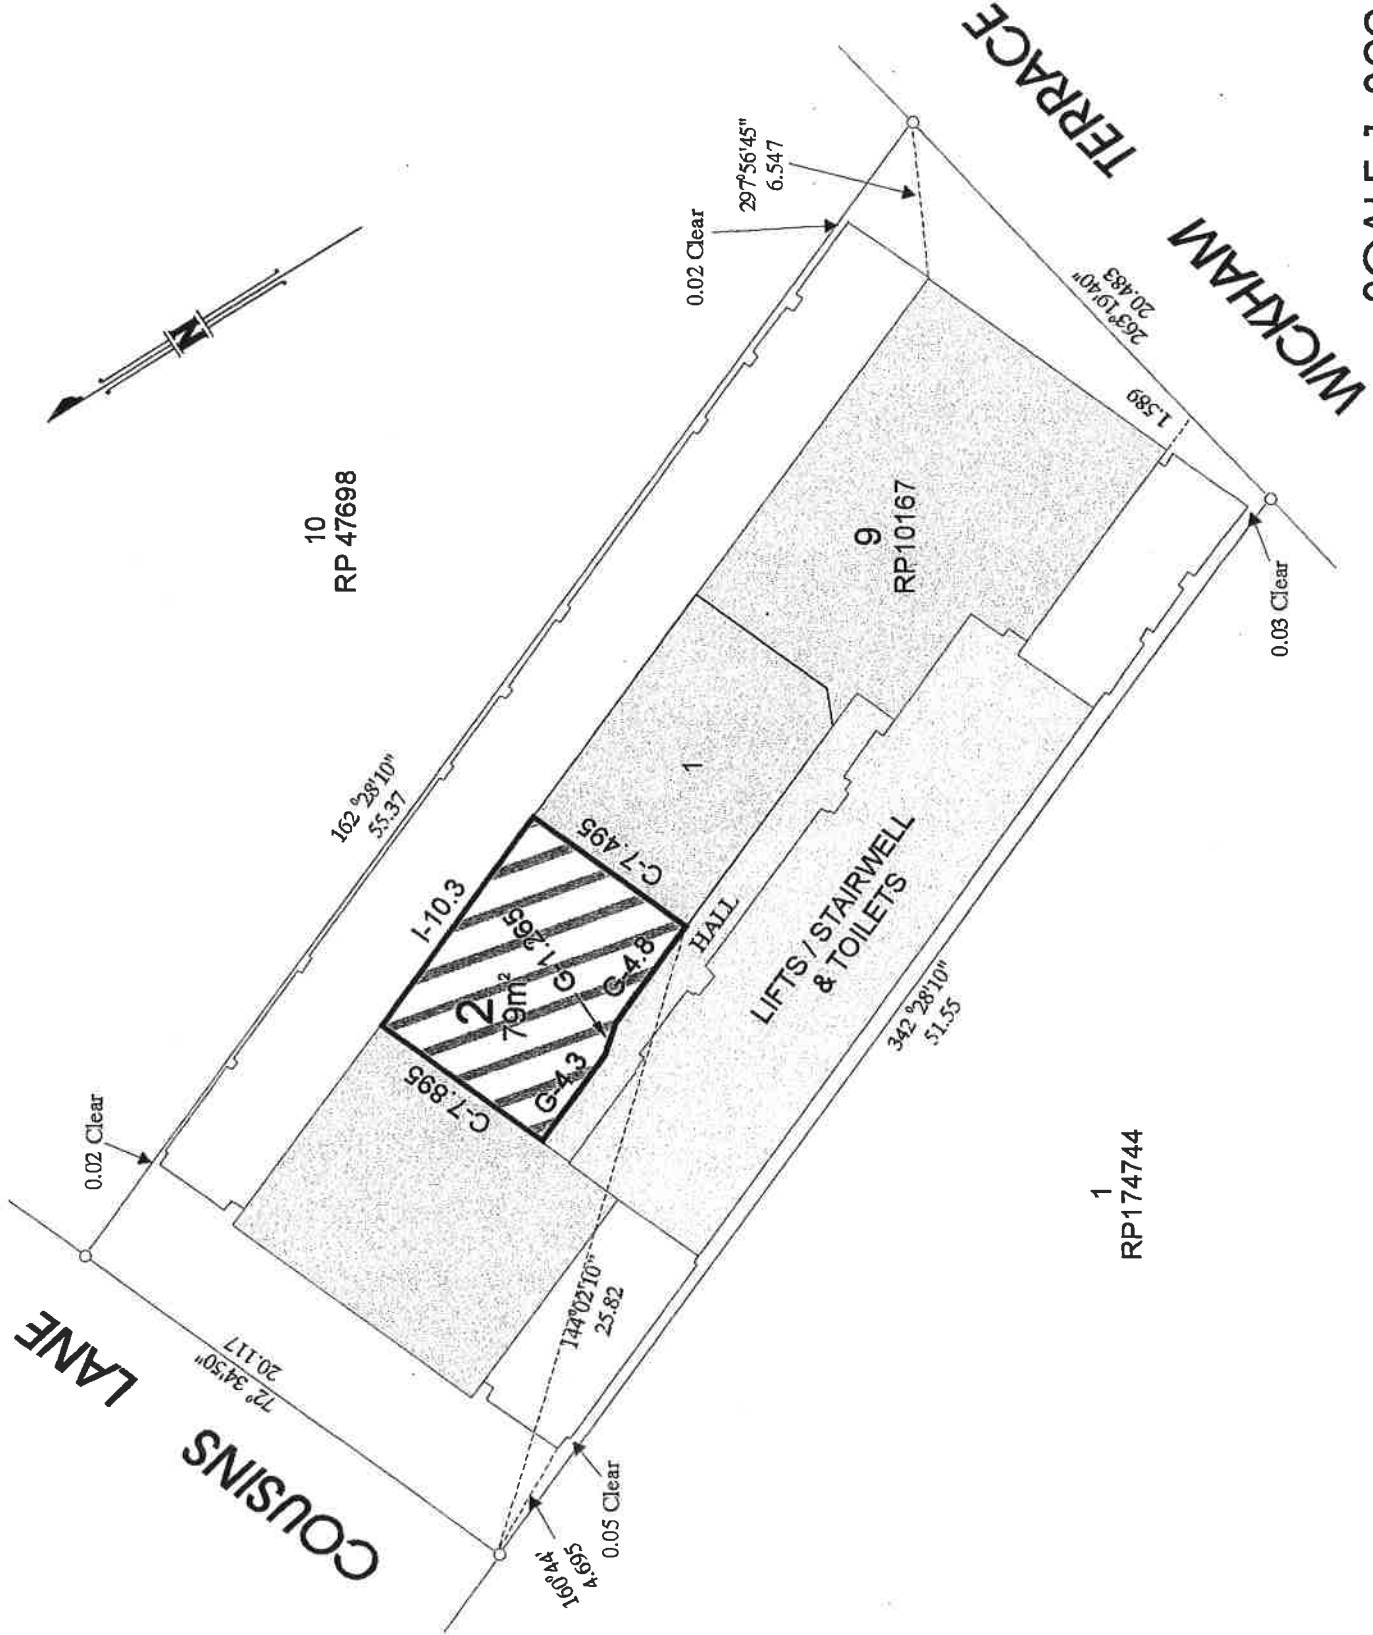 TERRACE
WICKHAM
297°56'45"
6.547
0.02 Clear
263°19'40"
20.483
1.589
N
10
RP 47698
9
RP10167
0.03 Clear
162°28'10"
55.37
1
C-7.495
I-10.3
HALL
LIFTS / STAIRWELL
& TOILETS
2
79m²
G-1.265
G-4.8
G-4.3
C-7.895
342°28'10"
51.55
0.02 Clear
1
RP174744
144°02'10"
25.82
COUSINS LANE
72°34'50"
20.117
0.05 Clear
160°44'
4.695